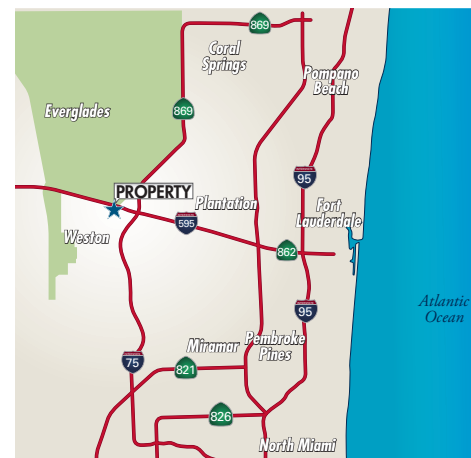 869
Coral
Springs
Pompano
Beach
Everglades
869
95
PROPERTY
Plantation
Fort
Lauderdale
595
Weston
862
Atlantic
Ocean
95
Miramar
Pembroke
Pines
75
821
826
North Miami